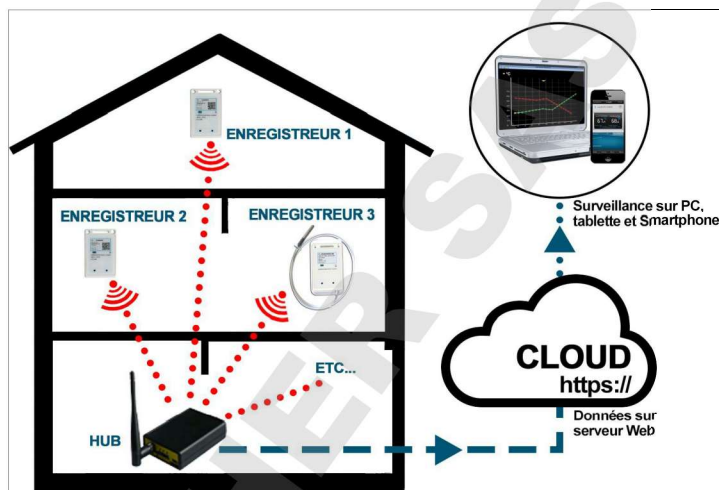 ENREGISTREUR 1
ENREGISTREUR 2
ENREGISTREUR 3
ETC...
HUB
Surveillance sur PC,
tablette et Smartphone
CLOUD
https://
Données sur
serveur Web